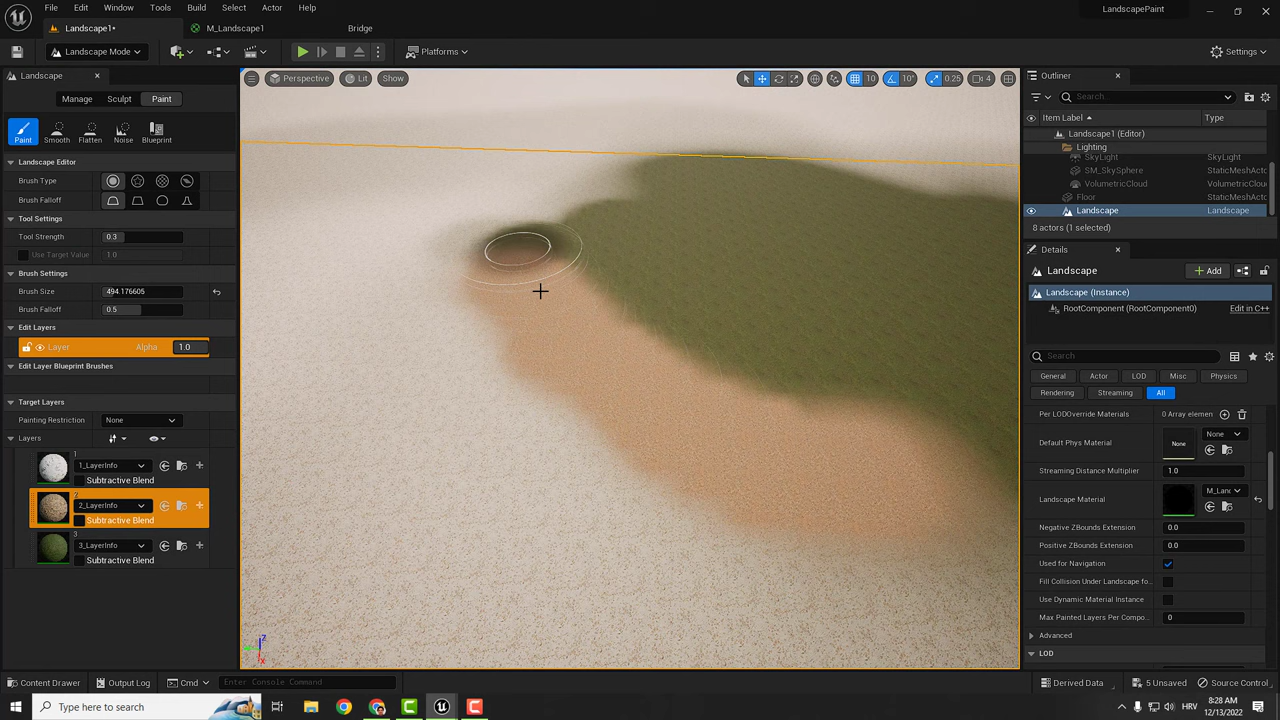 File Edit Window Tools Build Select Actor Help
LandscapePaint
Landscape1*
M_Landscape1
Bridge
Landscape Mode
Platforms
Settings
Landscape
Perspective
Lit
Show
10
10°
0.25
4
Outliner
Manage
Sculpt
Paint
Search...
Item Label
Type
Landscape1 (Editor)
Lighting
SkyLight SkyLight
SM_SkySphere StaticMeshActo
VolumetricCloud VolumetricClou
Floor StaticMeshActo
Landscape Landscape
8 actors (1 selected)
Paint
Smooth
Flatten
Noise
Blueprint
Landscape Editor
Brush Type
Brush Falloff
Tool Settings
Tool Strength 0.3
Use Target Value 1.0
Brush Settings
Brush Size 494.176605
Brush Falloff 0.5
Edit Layers
Layer Alpha 1.0
Edit Layer Blueprint Brushes
Target Layers
Painting Restriction None
Layers
1
1_LayerInfo
Subtractive Blend
2
2_LayerInfo
Subtractive Blend
3
3_LayerInfo
Subtractive Blend
Details
Landscape
Add
Landscape (Instance)
RootComponent (RootComponent0) Edit in C++
Search
General Actor LOD Misc Physics
Rendering Streaming All
Per LODOverride Materials 0 Array elemen
Default Phys Material None None
Streaming Distance Multiplier 1.0
Landscape Material M_Land
Negative ZBounds Extension 0.0
Positive ZBounds Extension 0.0
Used for Navigation
Fill Collision Under Landscape fo...
Use Dynamic Material Instance
Max Painted Layers Per Compo... 0
Advanced
LOD
Z
X
Content Drawer
Output Log
Cmd
Enter Console Command
Derived Data
5 Unsaved
Source Control
Type here to search
HRV
8:28 AM
12/13/2022